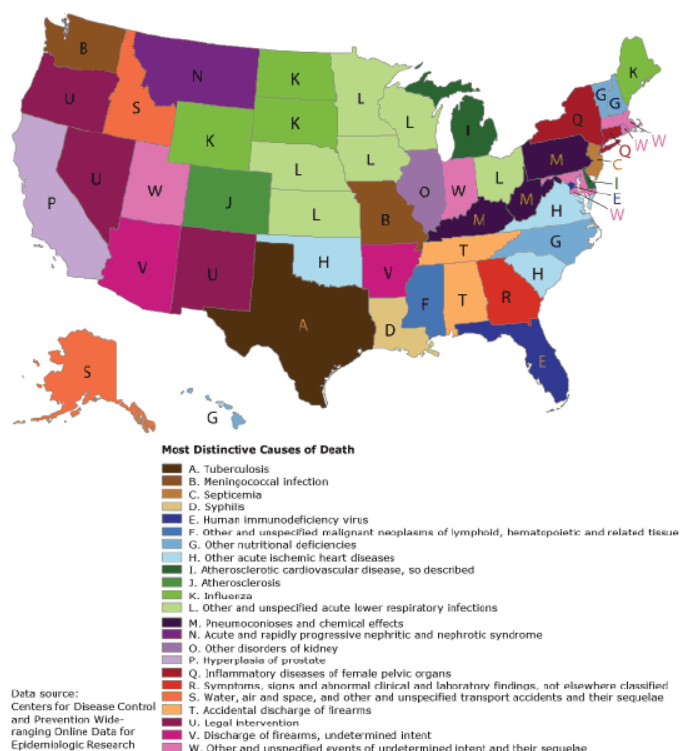 B
N
K
K
U
S
K
L
L
I
G
G
Q
W
W
Q
M
C
I
E
W
P
U
W
J
L
L
L
O
W
L
M
M
H
B
V
U
H
V
T
G
H
A
D
F
T
R
E
S
G
Most Distinctive Causes of Death
A. Tuberculosis
B. Meningococcal infection
C. Septicemia
D. Syphilis
E. Human immunodeficiency virus
F. Other and unspecified malignant neoplasms of lymphoid, hematopoietic and related tissue
G. Other nutritional deficiencies
H. Other acute ischemic heart diseases
I. Atherosclerotic cardiovascular disease, so described
J. Atherosclerosis
K. Influenza
L. Other and unspecified acute lower respiratory infections
M. Pneumoconioses and chemical effects
N. Acute and rapidly progressive nephritic and nephrotic syndrome
O. Other disorders of kidney
P. Hyperplasia of prostate
Q. Inflammatory diseases of female pelvic organs
R. Symptoms, signs and abnormal clinical and laboratory findings, not elsewhere classified
S. Water, air and space, and other and unspecified transport accidents and their sequelae
T. Accidental discharge of firearms
U. Legal intervention
V. Discharge of firearms, undetermined intent
W. Other and unspecified events of undetermined intent and their sequelae
Data source:
Centers for Disease Control
and Prevention Wide-
ranging Online Data for
Epidemiologic Research